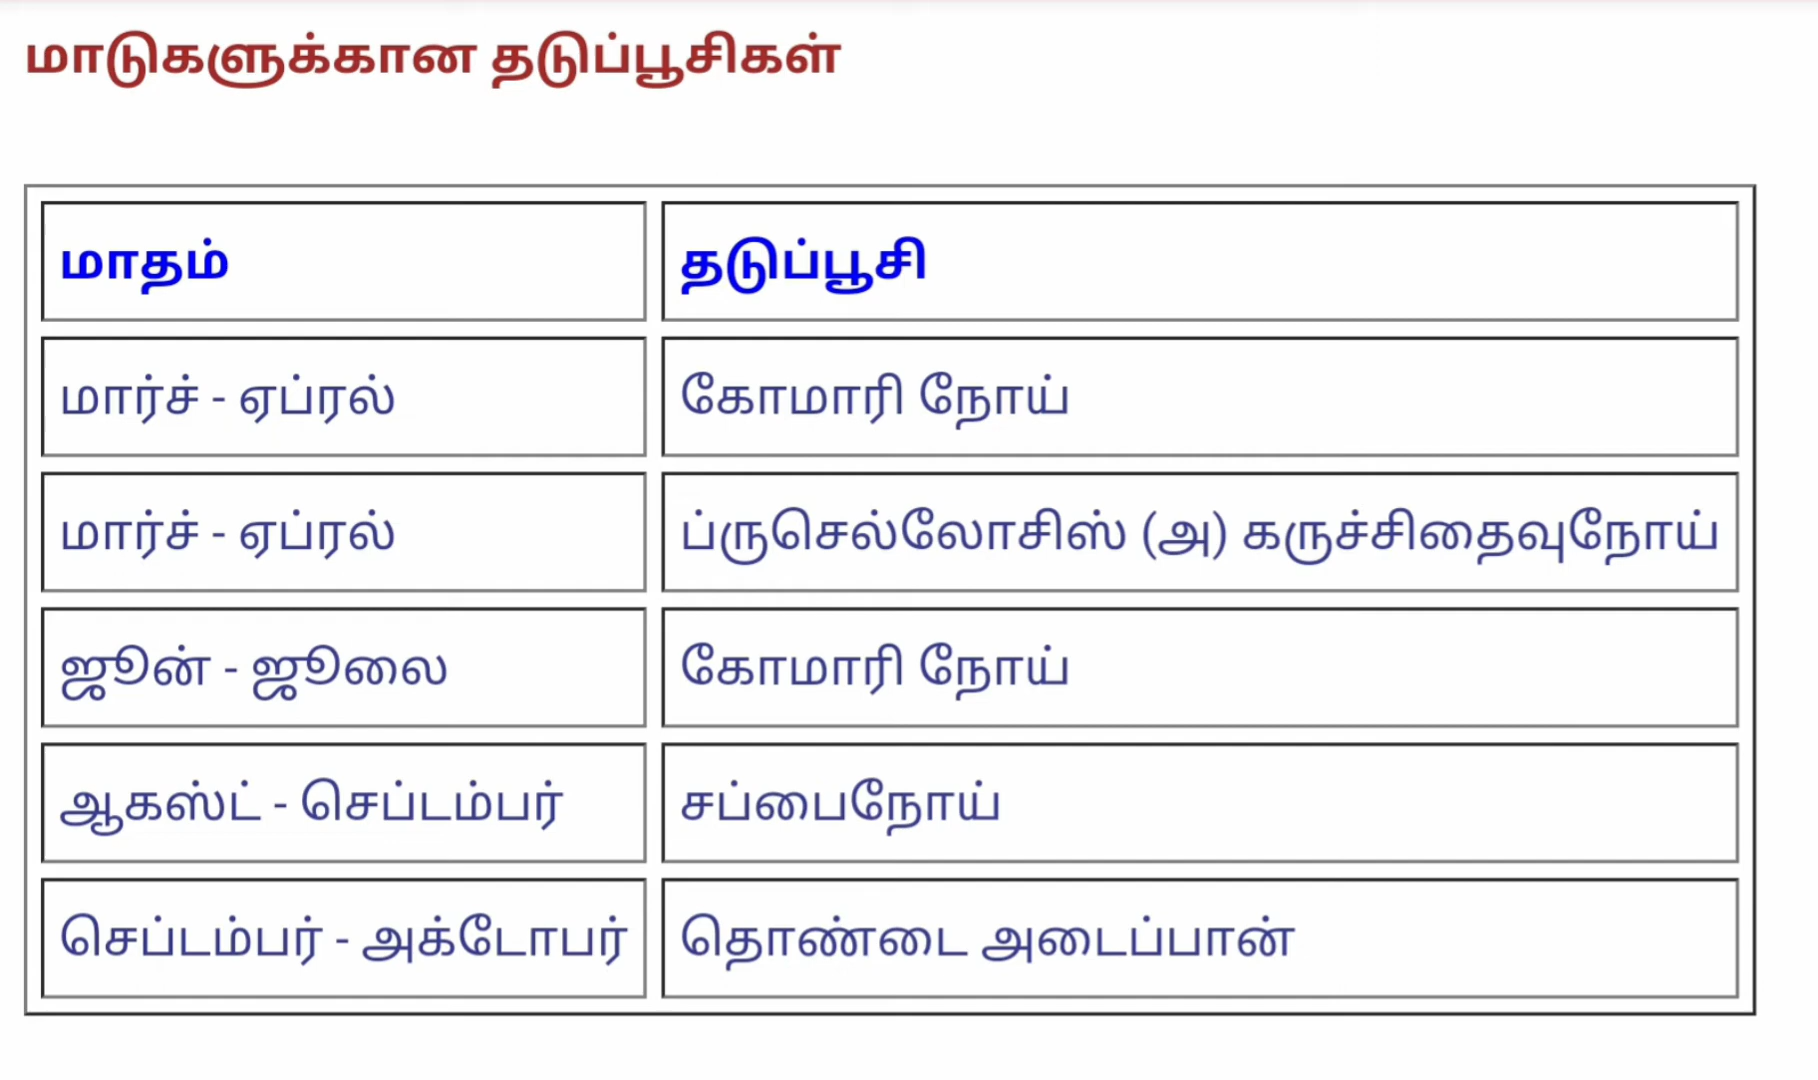 மாடுகளுக்கான தடுப்பூசிகள்
மாதம் தடுப்பூசி
மார்ச் - ஏப்ரல் கோமாரி நோய்
மார்ச் - ஏப்ரல் ப்ருசெல்லோசிஸ் (அ) கருச்சிதைவுநோய்
ஜூன் - ஜூலை கோமாரி நோய்
ஆகஸ்ட் - செப்டம்பர் சப்பைநோய்
செப்டம்பர் - அக்டோபர் தொண்டை அடைப்பான்